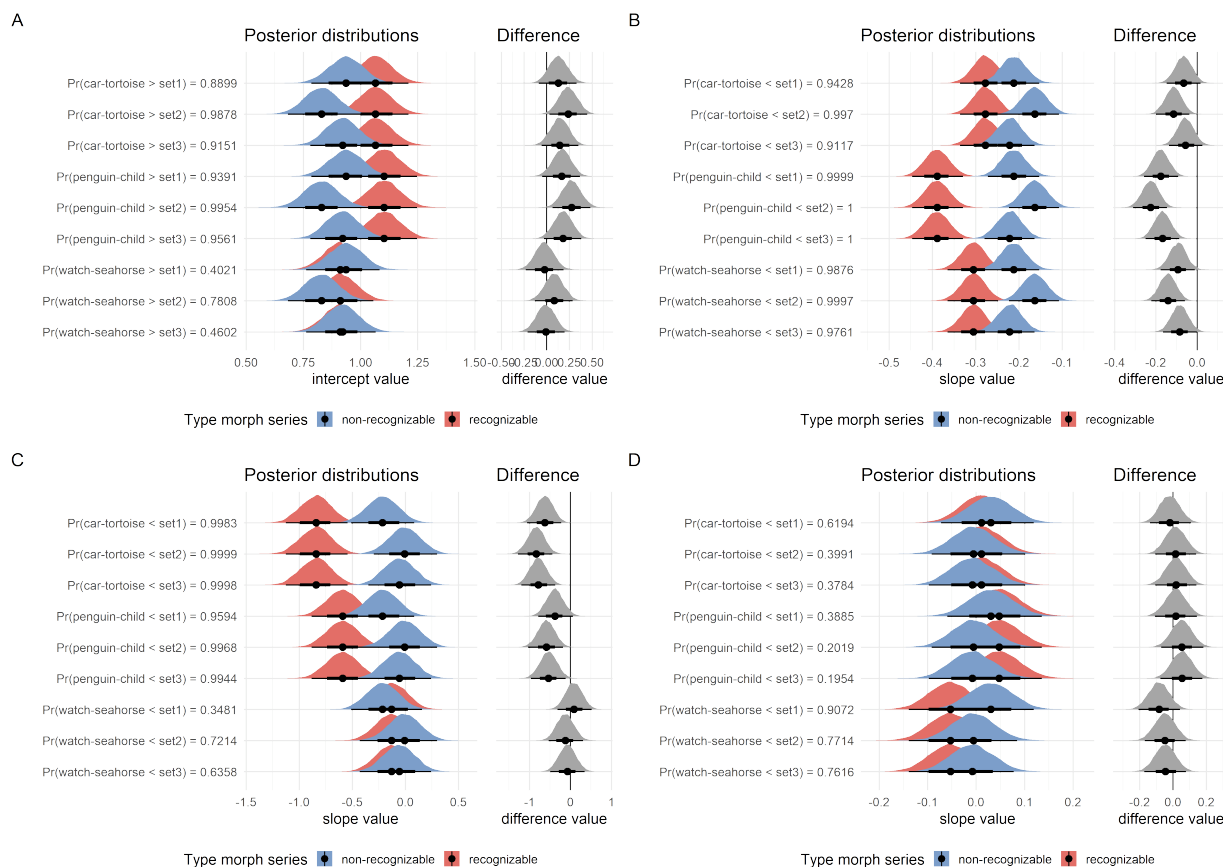 A
Posterior distributions Difference
Pr(car-tortoise > set1) = 0.8899
Pr(car-tortoise > set2) = 0.9878
Pr(car-tortoise > set3) = 0.9151
Pr(penguin-child > set1) = 0.9391
Pr(penguin-child > set2) = 0.9954
Pr(penguin-child > set3) = 0.9561
Pr(watch-seahorse > set1) = 0.4021
Pr(watch-seahorse > set2) = 0.7808
Pr(watch-seahorse > set3) = 0.4602
0.50 0.75 1.00 1.25 1.50 -0.50 -0.25 0.00 0.25 0.50
intercept value difference value
Type morph series non-recognizable recognizable
B
Posterior distributions Difference
Pr(car-tortoise < set1) = 0.9428
Pr(car-tortoise < set2) = 0.997
Pr(car-tortoise < set3) = 0.9117
Pr(penguin-child < set1) = 0.9999
Pr(penguin-child < set2) = 1
Pr(penguin-child < set3) = 1
Pr(watch-seahorse < set1) = 0.9876
Pr(watch-seahorse < set2) = 0.9997
Pr(watch-seahorse < set3) = 0.9761
-0.5 -0.4 -0.3 -0.2 -0.1 -0.4 -0.2 0.0
slope value difference value
Type morph series non-recognizable recognizable
C
Posterior distributions Difference
Pr(car-tortoise < set1) = 0.9983
Pr(car-tortoise < set2) = 0.9999
Pr(car-tortoise < set3) = 0.9998
Pr(penguin-child < set1) = 0.9594
Pr(penguin-child < set2) = 0.9968
Pr(penguin-child < set3) = 0.9944
Pr(watch-seahorse < set1) = 0.3481
Pr(watch-seahorse < set2) = 0.7214
Pr(watch-seahorse < set3) = 0.6358
-1.5 -1.0 -0.5 0.0 0.5 -1 0 1
slope value difference value
Type morph series non-recognizable recognizable
D
Posterior distributions Difference
Pr(car-tortoise < set1) = 0.6194
Pr(car-tortoise < set2) = 0.3991
Pr(car-tortoise < set3) = 0.3784
Pr(penguin-child < set1) = 0.3885
Pr(penguin-child < set2) = 0.2019
Pr(penguin-child < set3) = 0.1954
Pr(watch-seahorse < set1) = 0.9072
Pr(watch-seahorse < set2) = 0.7714
Pr(watch-seahorse < set3) = 0.7616
-0.2 -0.1 0.0 0.1 0.2 -0.2 0.0 0.2
slope value difference value
Type morph series non-recognizable recognizable